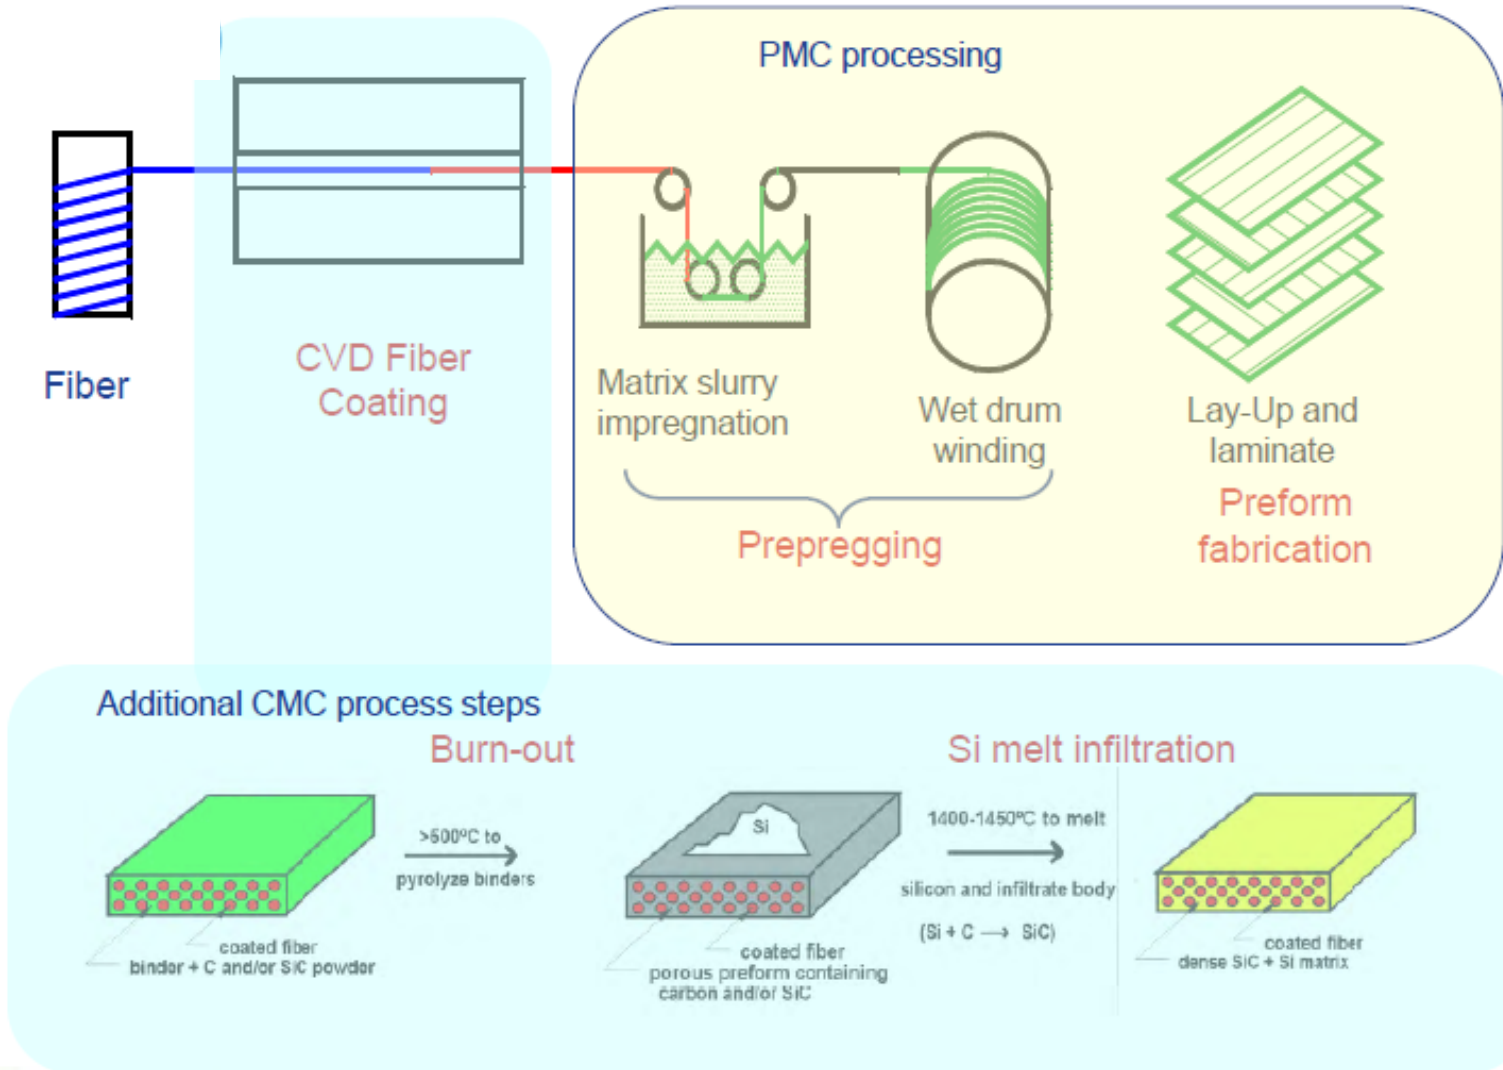 PMC processing
Fiber
CVD Fiber
Coating
Matrix slurry
impregnation
Wet drum
winding
Lay-Up and
laminate
Prepregging
Preform
fabrication
Additional CMC process steps
Burn-out
Si melt infiltration
>500ºC to
pyrolyze binders
coated fiber
binder + C and/or SiC powder
Si
coated fiber
porous preform containing
carbon and/or SiC
1400-1450ºC to melt
silicon and infiltrate body
(Si + C → SiC)
coated fiber
dense SiC + Si matrix